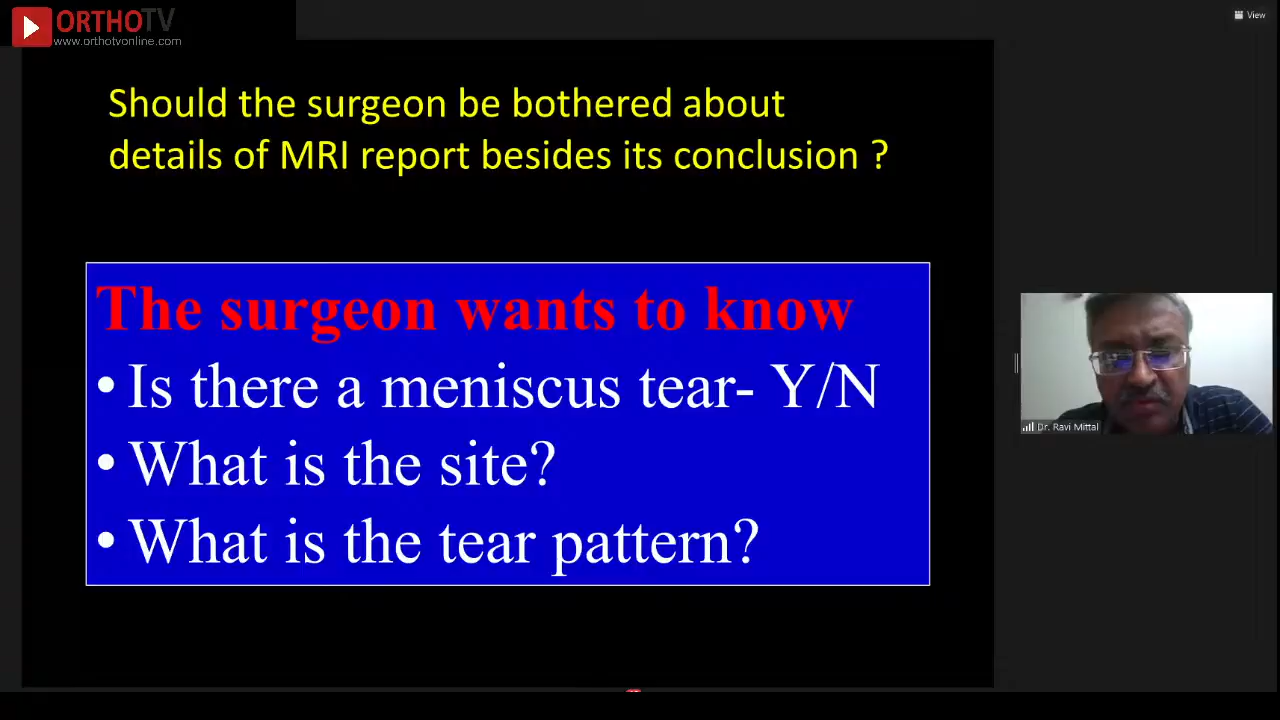 ORTHOTV
www.orthotvonline.com
View
Should the surgeon be bothered about
details of MRI report besides its conclusion ?
The surgeon wants to know
• Is there a meniscus tear- Y/N
• What is the site?
• What is the tear pattern?
Dr. Ravi Mittal